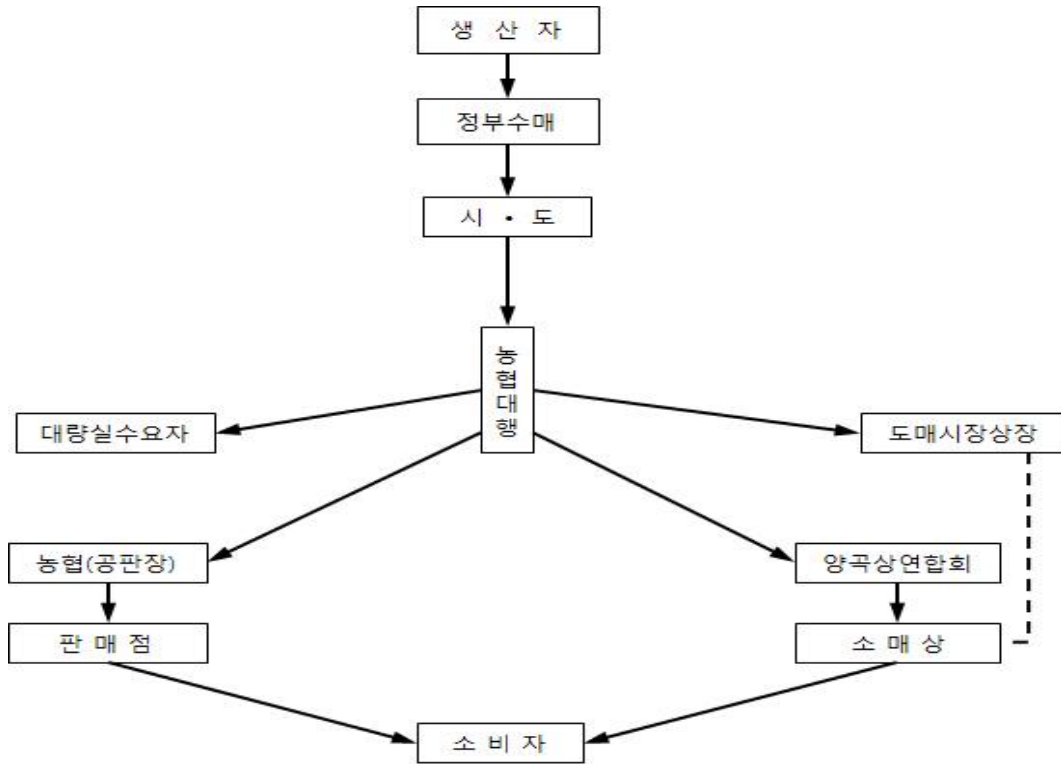 생 산 자
정부수매
시 • 도
농협대행
대량실수요자
도매시장상장
농협(공판장)
양곡상연합회
판 매 점
소 매 상
소 비 자